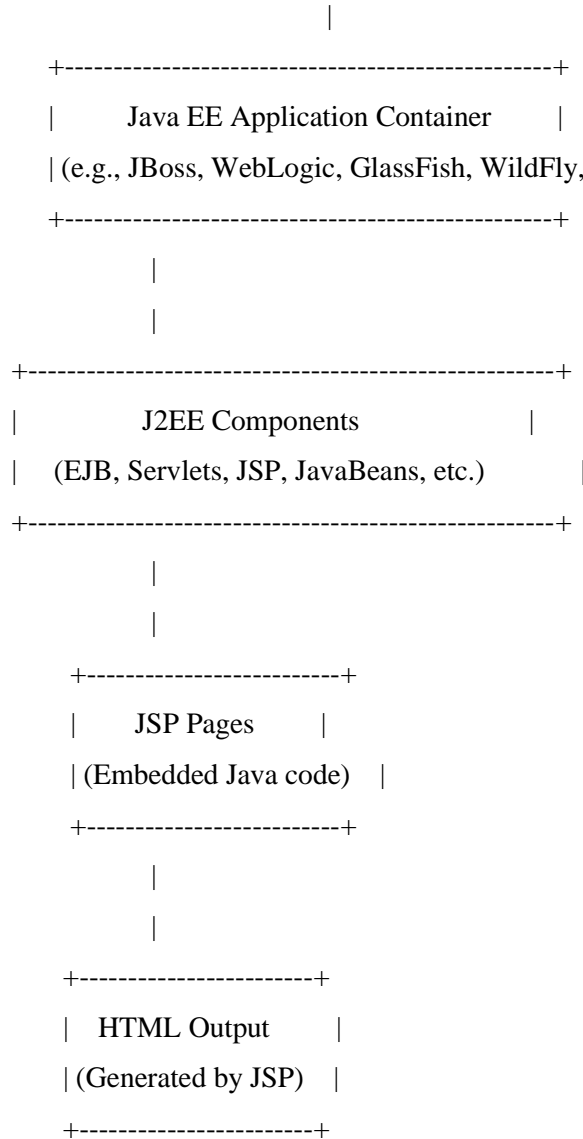 |
+--------------------------------------------------+
| Java EE Application Container |
| (e.g., JBoss, WebLogic, GlassFish, WildFly,
+--------------------------------------------------+
|
|
+------------------------------------------------------+
| J2EE Components |
| (EJB, Servlets, JSP, JavaBeans, etc.) |
+------------------------------------------------------+
|
|
+--------------------------+
| JSP Pages |
| (Embedded Java code) |
+--------------------------+
|
|
+------------------------+
| HTML Output |
| (Generated by JSP) |
+------------------------+